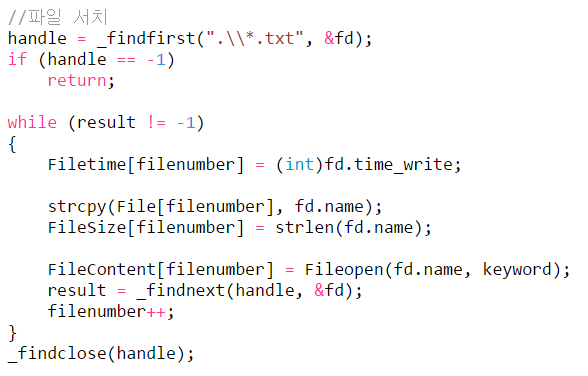 //파일 서치
handle = _findfirst(".\\*.txt", &fd);
if (handle == -1)
    return;

while (result != -1)
{
    Filetime[filenumber] = (int)fd.time_write;

    strcpy(File[filenumber], fd.name);
    FileSize[filenumber] = strlen(fd.name);

    FileContent[filenumber] = Fileopen(fd.name, keyword);
    result = _findnext(handle, &fd);
    filenumber++;
}
_findclose(handle);